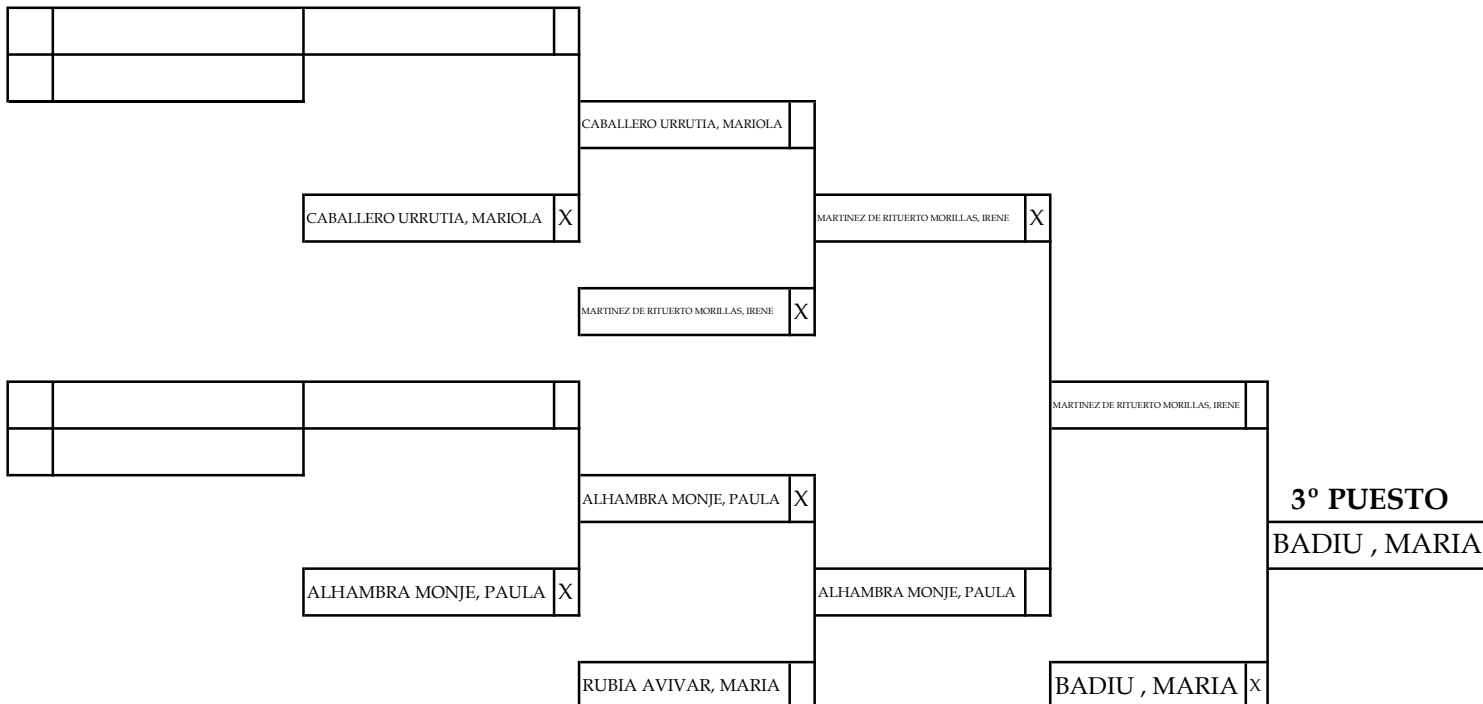 CABALLERO URRUTIA, MARIOLA
CABALLERO URRUTIA, MARIOLA X
MARTINEZ DE RITUERTO MORILLAS, IRENE X
MARTINEZ DE RITUERTO MORILLAS, IRENE X
MARTINEZ DE RITUERTO MORILLAS, IRENE
ALHAMBRA MONJE, PAULA X
3º PUESTO
BADIU , MARIA
ALHAMBRA MONJE, PAULA X
ALHAMBRA MONJE, PAULA
RUBIA AVIVAR, MARIA
BADIU , MARIA X